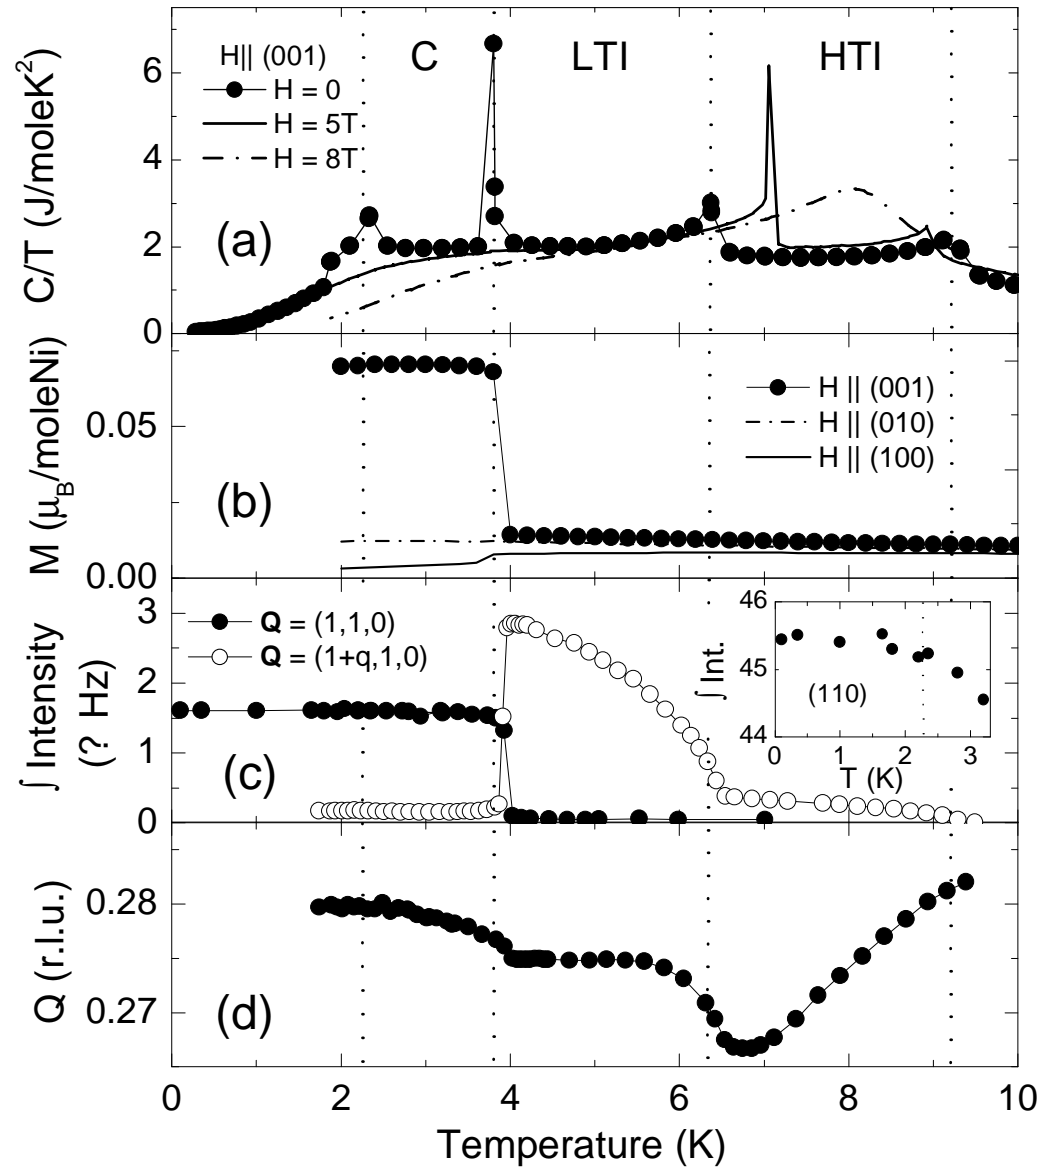 H|| (001)
H = 0
H = 5T
H = 8T
C
LTI
HTI
C/T (J/moleK²)
6
4
2
0
(a)
M (μ_B/moleNi)
0.05
0.00
H || (001)
H || (010)
H || (100)
(b)
∫ Intensity
(? Hz)
3
2
1
0
Q = (1,1,0)
Q = (1+q,1,0)
(c)
∫ Int.
46
45
44
(110)
0
1
2
3
T (K)
Q (r.l.u.)
0.28
0.27
(d)
0
2
4
6
8
10
Temperature (K)